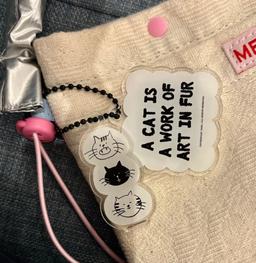 A CAT IS
A WORK OF
ART IN FUR